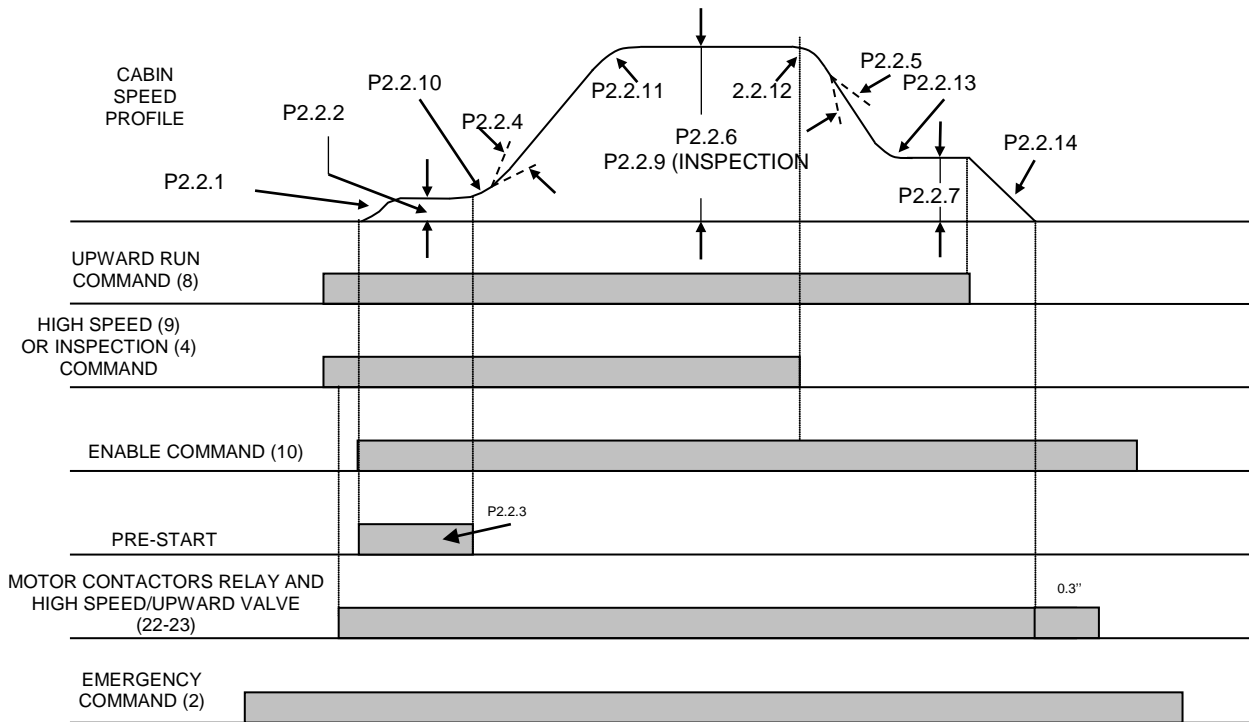 CABIN
SPEED
PROFILE
P2.2.1
P2.2.2
P2.2.10
P2.2.4
P2.2.11
P2.2.6
P2.2.9 (INSPECTION
2.2.12
P2.2.5
P2.2.13
P2.2.7
P2.2.14
UPWARD RUN
COMMAND (8)
HIGH SPEED (9)
OR INSPECTION (4)
COMMAND
ENABLE COMMAND (10)
PRE-START
P2.2.3
MOTOR CONTACTORS RELAY AND
HIGH SPEED/UPWARD VALVE
(22-23)
0.3’’
EMERGENCY
COMMAND (2)